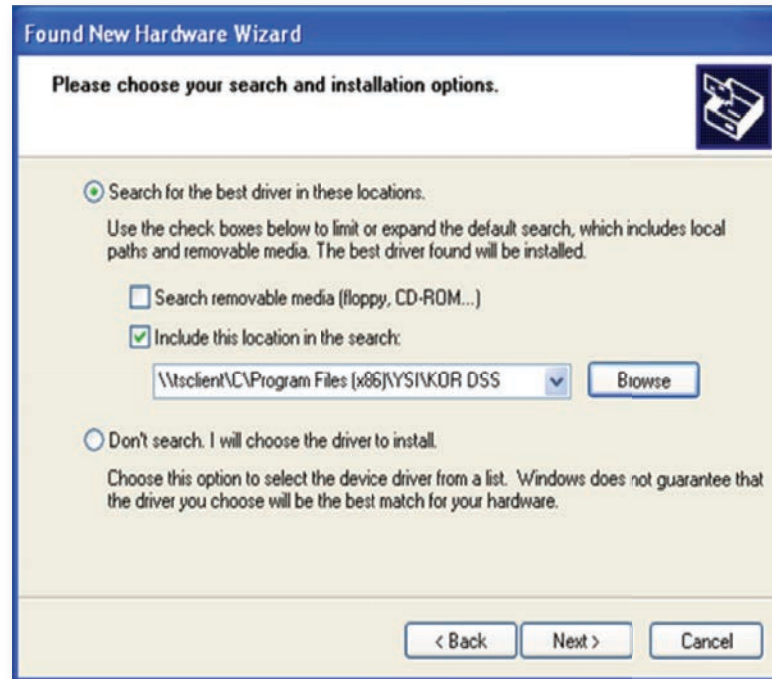 Found New Hardware Wizard
Please choose your search and installation options.
Search for the best driver in these locations.
Use the check boxes below to limit or expand the default search, which includes local
paths and removable media. The best driver found will be installed.
Search removable media (floppy, CD-ROM...)
Include this location in the search:
\\tsclient\C\Program Files (x86)\YSI\KOR DSS
Browse
Don't search. I will choose the driver to install.
Choose this option to select the device driver from a list. Windows does not guarantee that
the driver you choose will be the best match for your hardware.
< Back Next > Cancel